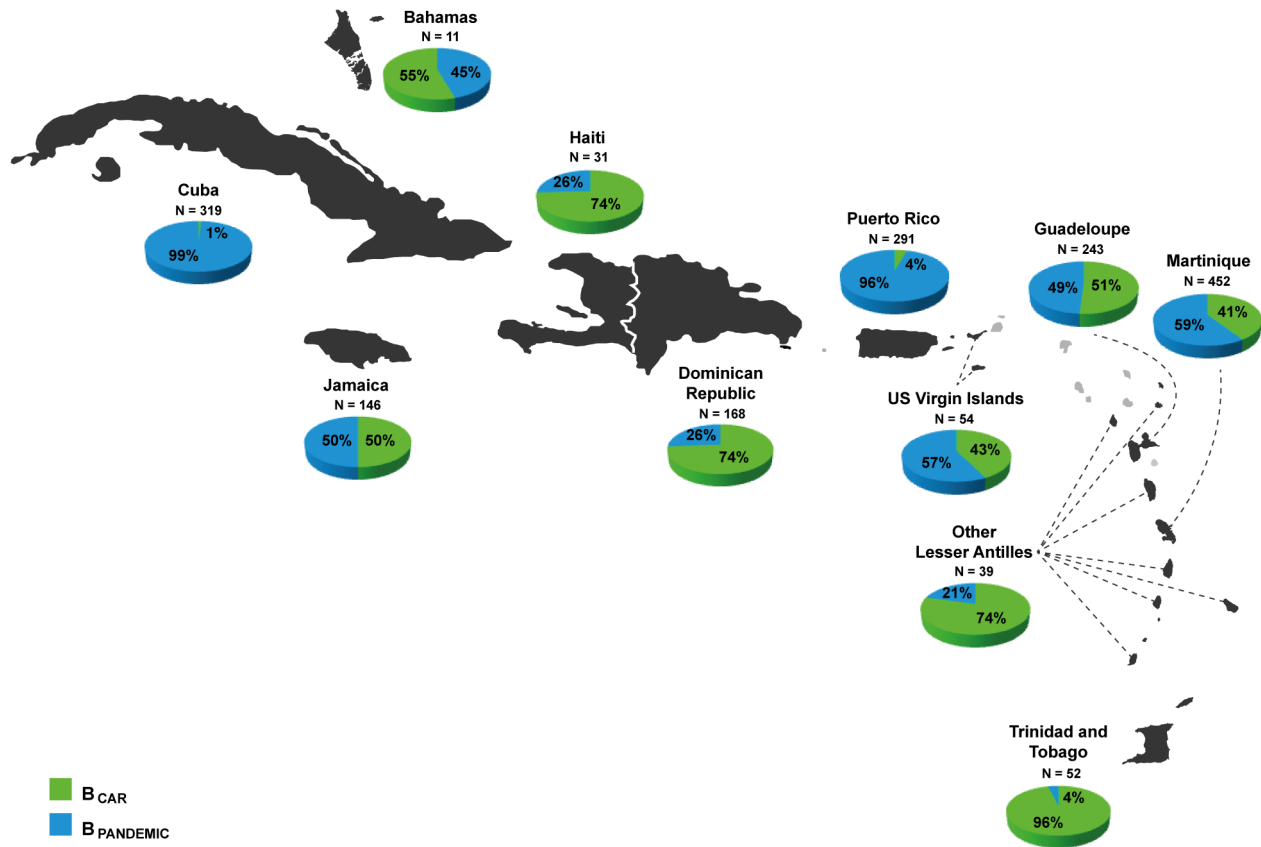 Bahamas
N = 11
55%
45%
Haiti
N = 31
26%
74%
Cuba
N = 319
1%
99%
Puerto Rico
N = 291
4%
96%
Guadeloupe
N = 243
49%
51%
Martinique
N = 452
41%
59%
Jamaica
N = 146
50%
50%
Dominican
Republic
N = 168
26%
74%
US Virgin Islands
N = 54
43%
57%
Other
Lesser Antilles
N = 39
21%
74%
Trinidad and
Tobago
N = 52
4%
96%
B CAR
B PANDEMIC